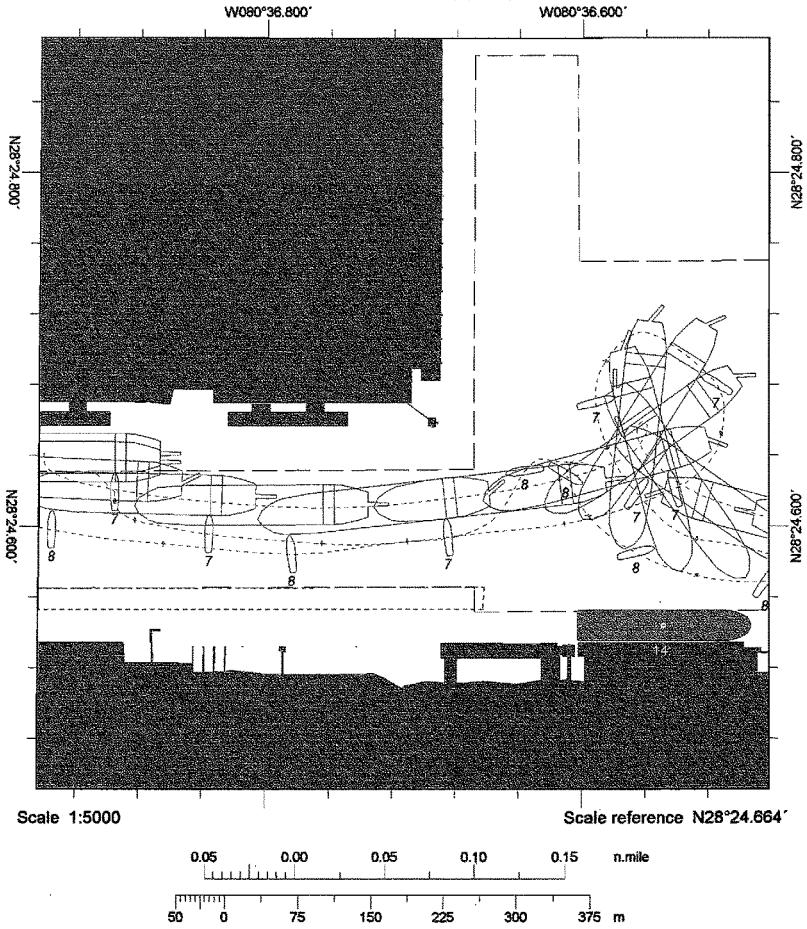 W080°36.800′ W080°36.600′
N28°24.800′ N28°24.800′
7
7
8 8
N28°24.600′ N28°24.600′
7 7 7
8 7 7
8 8
8
14
Scale 1:5000 Scale reference N28°24.664′
0.05 0.00 0.05 0.10 0.15 n.mile
50 0 75 150 225 300 375 m